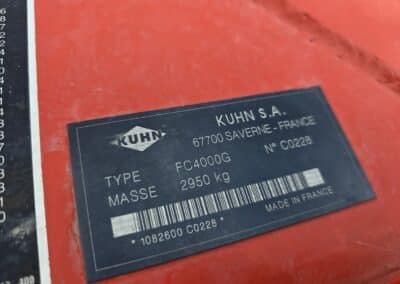 KUHN
KUHN S.A.
67700 SAVERNE - FRANCE
TYPE FC4000G N° C0228
MASSE 2950 kg
MADE IN FRANCE
* 1082600 C0228 *